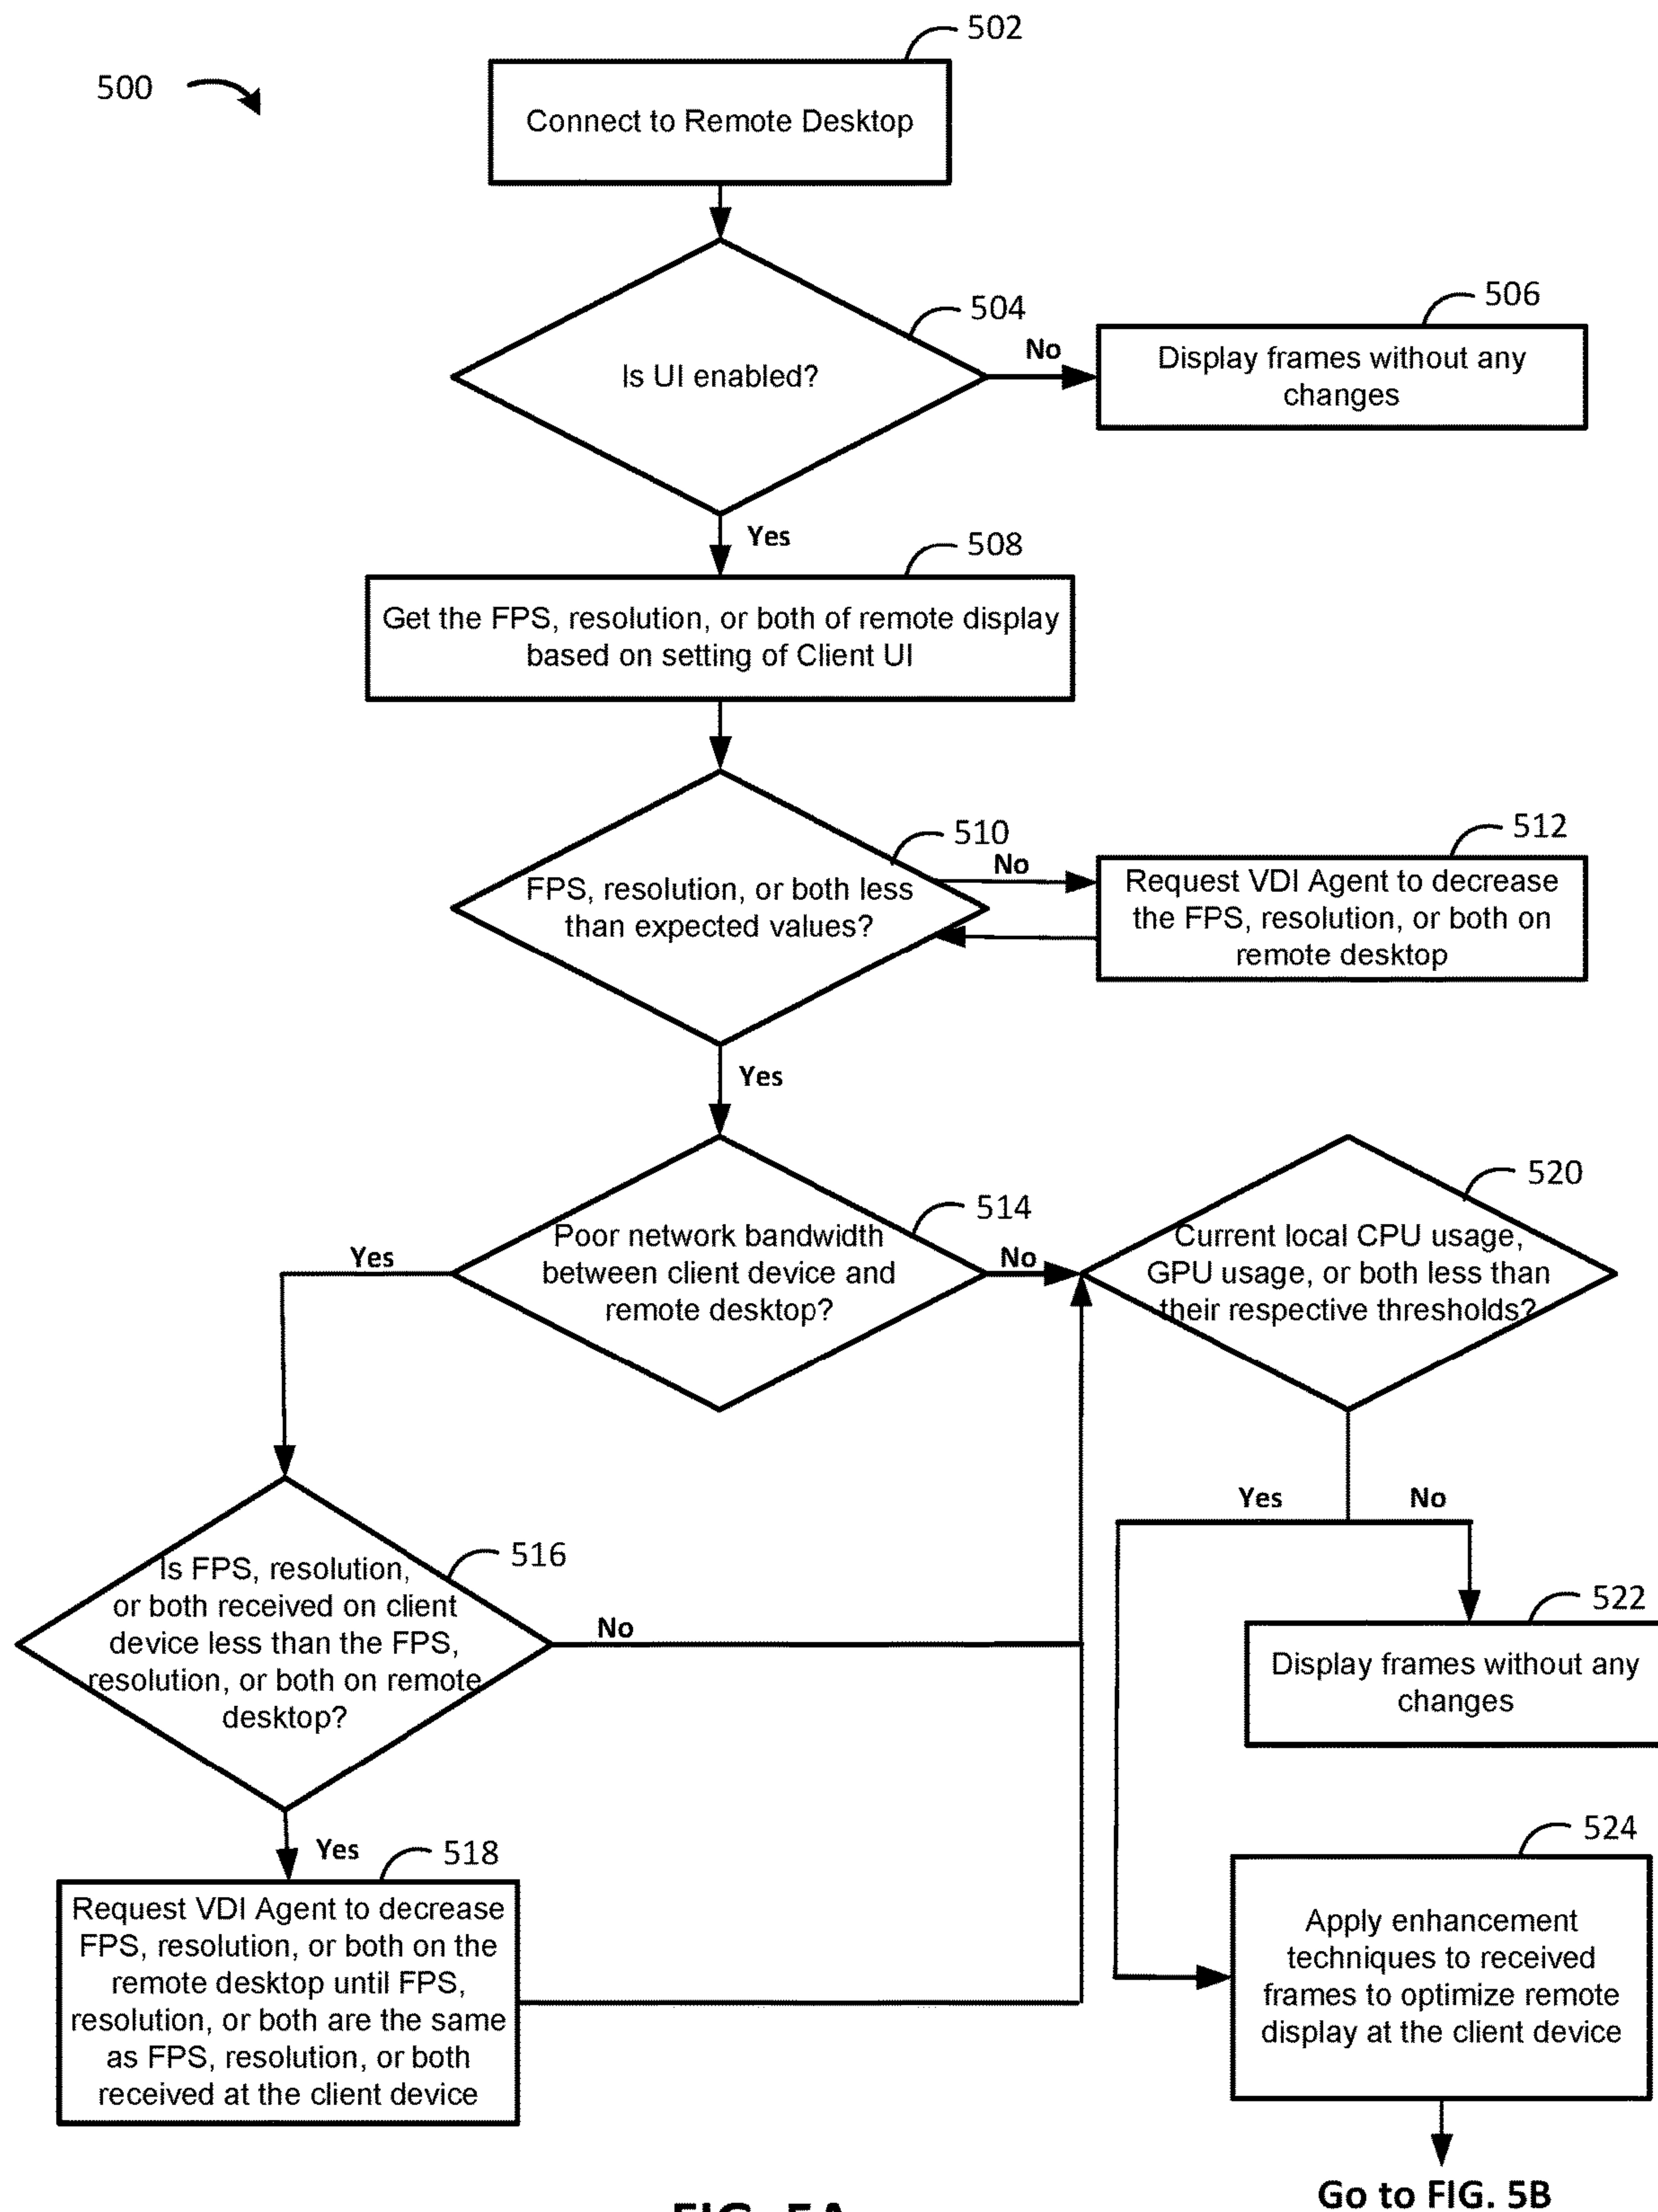 502
500
Connect to Remote Desktop
504
Is UI enabled?
No
506
Display frames without any
changes
Yes
508
Get the FPS, resolution, or both of remote display
based on setting of Client UI
510
FPS, resolution, or both less
than expected values?
No
512
Request VDI Agent to decrease
the FPS, resolution, or both on
remote desktop
Yes
514
Poor network bandwidth
between client device and
remote desktop?
Yes
No
520
Current local CPU usage,
GPU usage, or both less than
their respective thresholds?
516
Is FPS, resolution,
or both received on client
device less than the FPS,
resolution, or both on remote
desktop?
No
Yes
No
522
Display frames without any
changes
Yes
518
Request VDI Agent to decrease
FPS, resolution, or both on the
remote desktop until FPS,
resolution, or both are the same
as FPS, resolution, or both
received at the client device
524
Apply enhancement
techniques to received
frames to optimize remote
display at the client device
Go to FIG. 5B
FIG. 5A